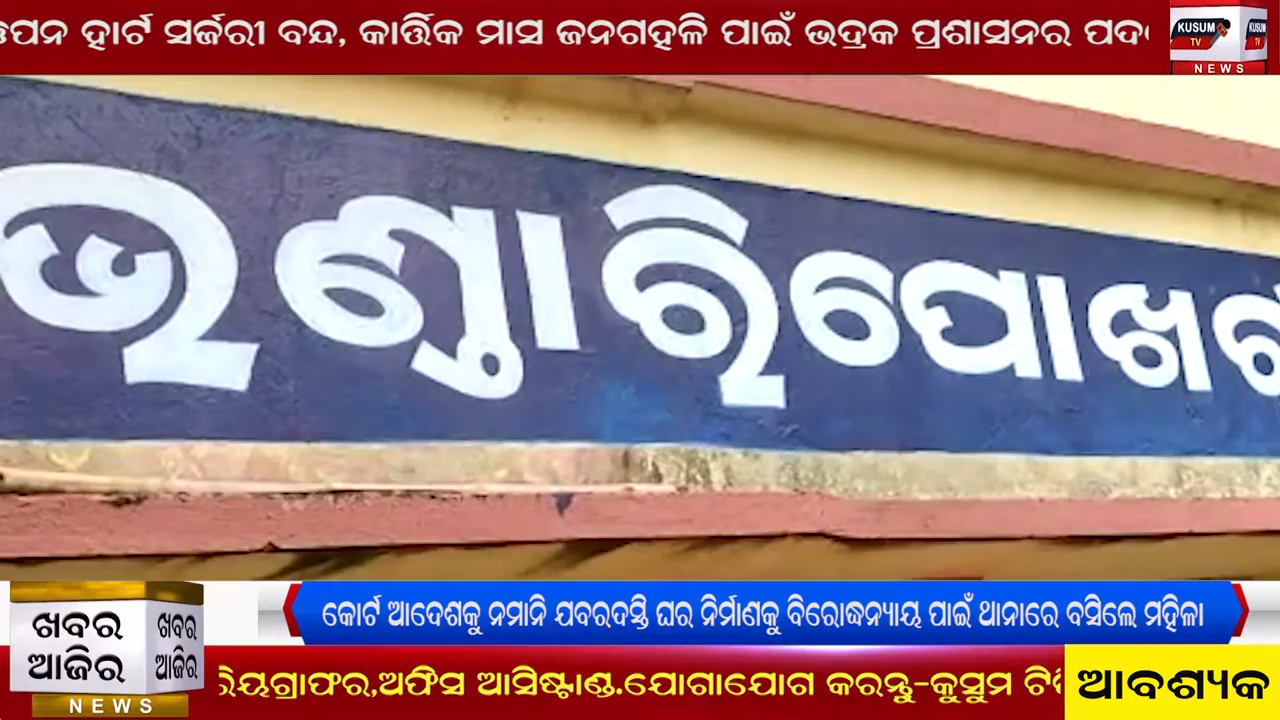 ହାର୍ଟ ସର୍ଜରୀ ବନ୍ଦ, କାର୍ତ୍ତିକ ମାସ ଜନଗହଳି ପାଇଁ ଭଦ୍ରକ ପ୍ରଶାସନର
KUSUM TV
NEWS
ଭଣ୍ଡାରିପୋଖରୀ
କୋର୍ଟ ଆଦେଶକୁ ନମାନି ଯବରଦସ୍ତି ଘର ନିର୍ମାଣକୁ ବିରୋଧନ୍ୟାୟ ପାଇଁ ଥାନାରେ ବସିଲେ ମହିଳା
ଖବର
ଆଜିର
NEWS
ଖବର
ଆଜିର
ଅଫିସ ଆସିଷ୍ଟାଣ୍ଡ.ଯୋଗାଯୋଗ କରନ୍ତୁ-କୁସୁମ
ଆବଶ୍ୟକ